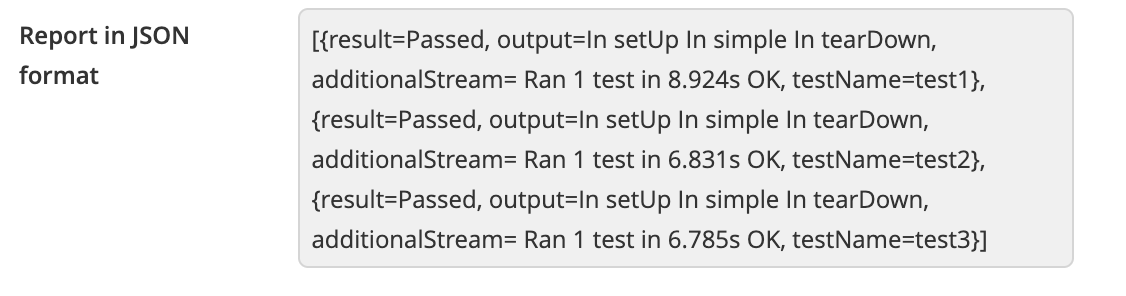 Report in JSON
format
[{result=Passed, output=In setUp In simple In tearDown,
additionalStream= Ran 1 test in 8.924s OK, testName=test1},
{result=Passed, output=In setUp In simple In tearDown,
additionalStream= Ran 1 test in 6.831s OK, testName=test2},
{result=Passed, output=In setUp In simple In tearDown,
additionalStream= Ran 1 test in 6.785s OK, testName=test3}]